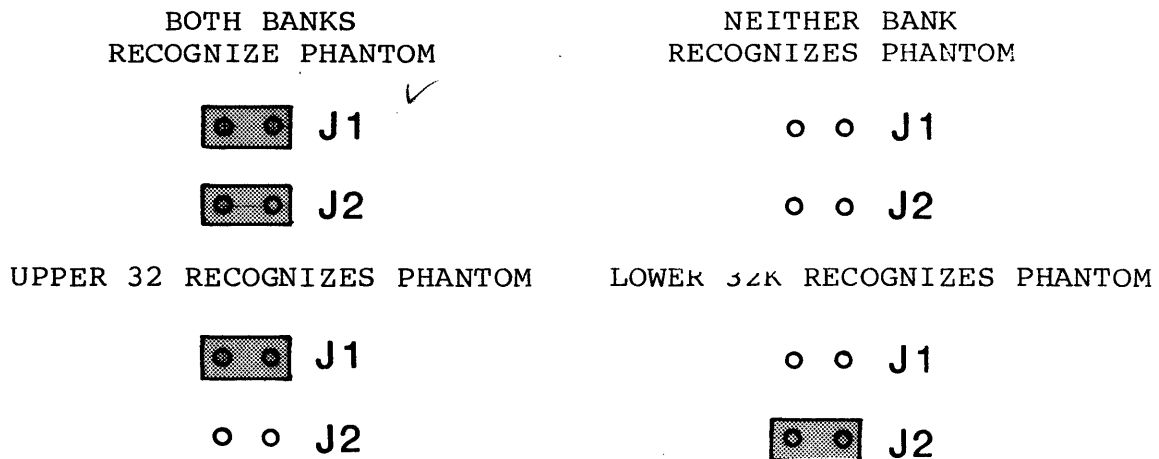 BOTH BANKS
RECOGNIZE PHANTOM
J1
J2
NEITHER BANK
RECOGNIZES PHANTOM
J1
J2
UPPER 32 RECOGNIZES PHANTOM
J1
J2
LOWER 32K RECOGNIZES PHANTOM
J1
J2